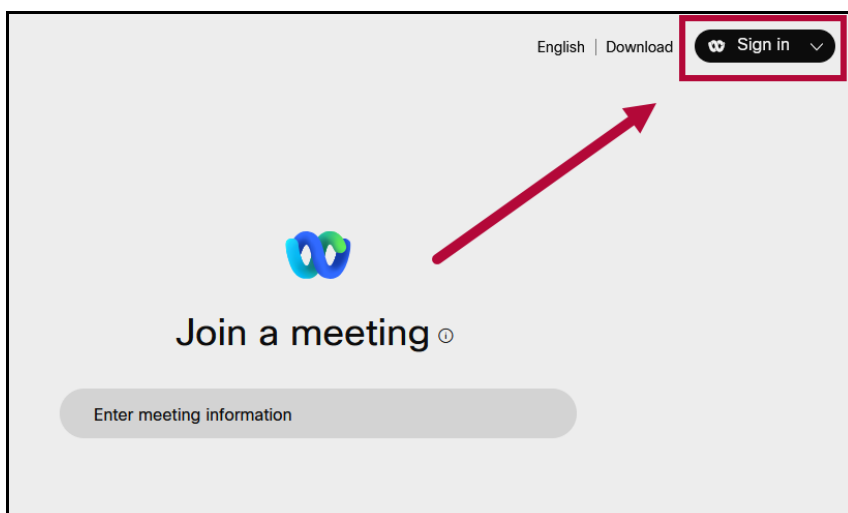 English | Download Sign in
Join a meeting
Enter meeting information